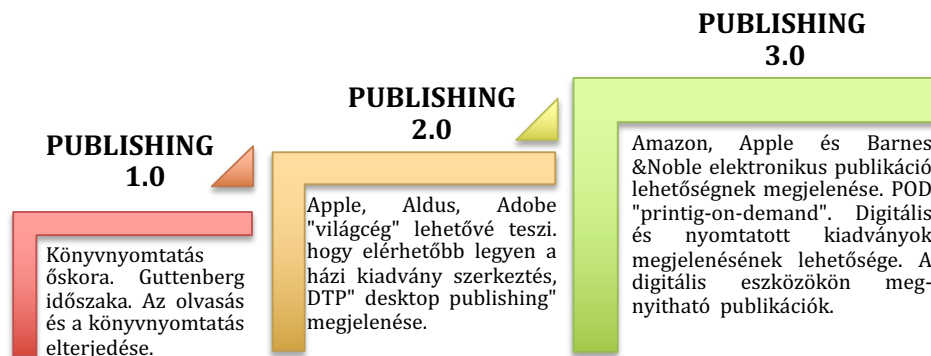 PUBLISHING
1.0
Könyvnyomtatás
őskora. Guttenberg
időszaka. Az olvasás
és a könyvnyomtatás
elterjedése.
PUBLISHING
2.0
Apple, Aldus, Adobe
"világcég" lehetővé teszi.
hogy elérhetőbb legyen a
házi kiadvány szerkeztés,
DTP" desktop publishing"
megjelenése.
PUBLISHING
3.0
Amazon, Apple és Barnes
&Noble elektronikus publikáció
lehetőségnek megjelenése. POD
"printig-on-demand". Digitális
és nyomtatott kiadványok
megjelenésének lehetősége. A
digitális eszközökön meg-
nyitható publikációk.